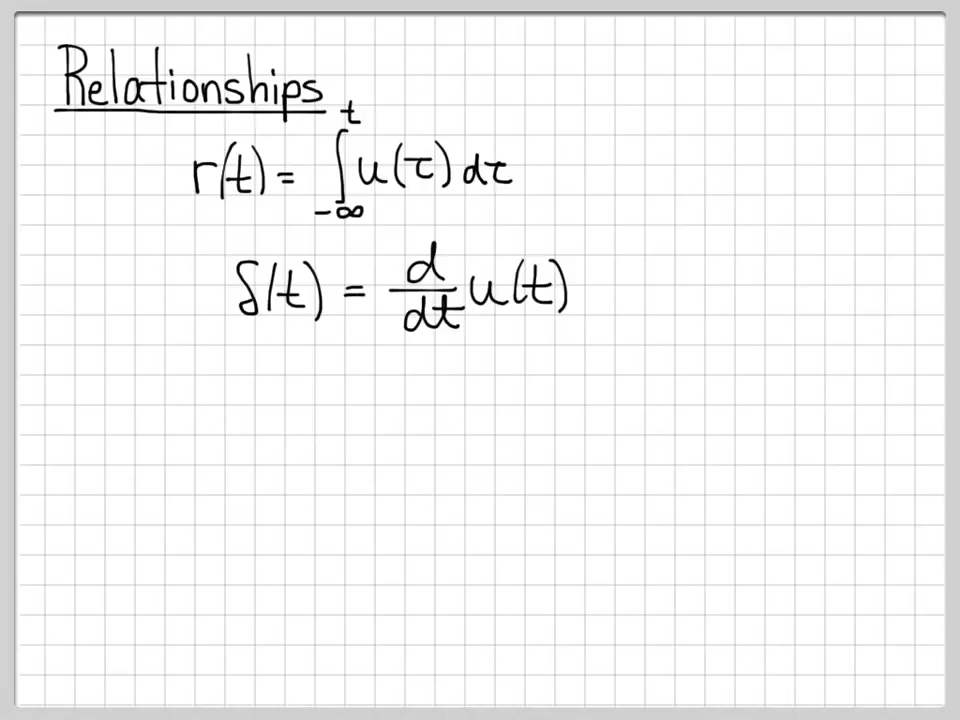 Relationships
r(t) = ∫_{-∞}^{t} u(τ) dτ
δ(t) = d/dt u(t)